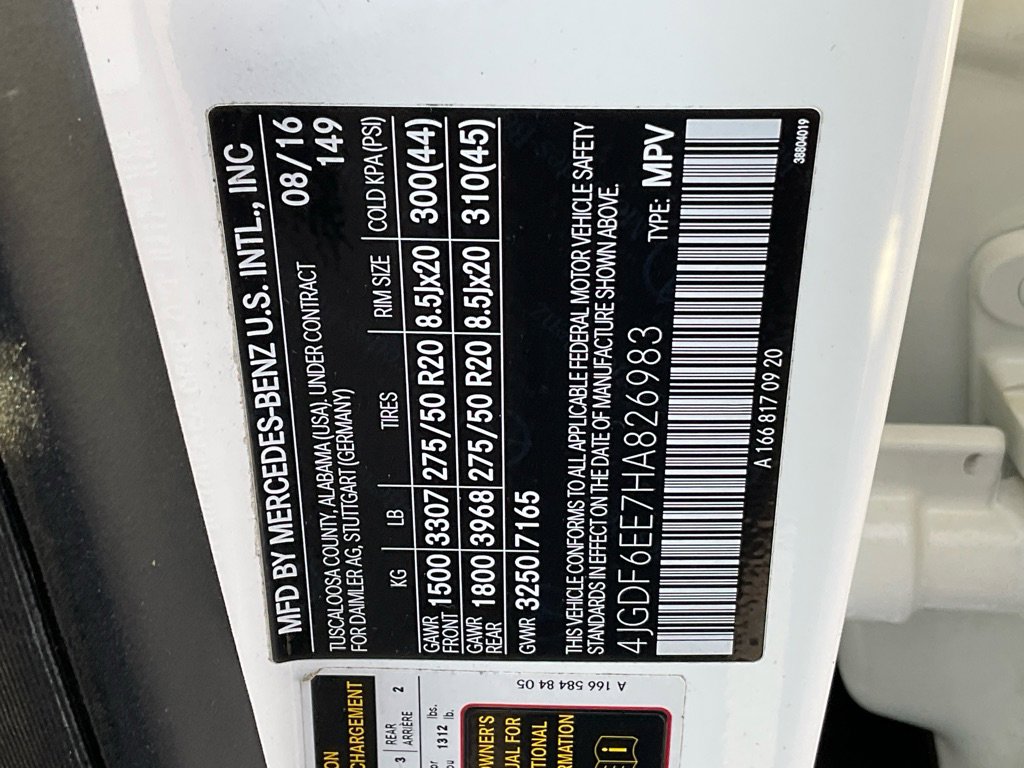 MFD BY MERCEDES-BENZ U.S. INTL., INC
TUSCALOOSA COUNTY, ALABAMA (USA), UNDER CONTRACT 08/16
FOR DAIMLER AG, STUTTGART (GERMANY) 149
KG LB TIRES RIM SIZE COLD KPA (PSI)
GAWR FRONT 1500 3307 275/50 R20 8.5Jx20 300(44)
GAWR REAR 1800 3968 275/50 R20 8.5Jx20 310(45)
GVWR 3250 7165
THIS VEHICLE CONFORMS TO ALL APPLICABLE FEDERAL MOTOR VEHICLE SAFETY
STANDARDS IN EFFECT ON THE DATE OF MANUFACTURE SHOWN ABOVE.
4JGDF6EE7HA826983 TYPE: MPV
A 166 817 09 20
38804019
ON
CHARGEMENT
3 REAR ARRIÈRE 2
or
ou 1312 lbs.
lb.
OWNER'S
UAL FOR
TIONAL
RMATION
i
A 166 584 84 05